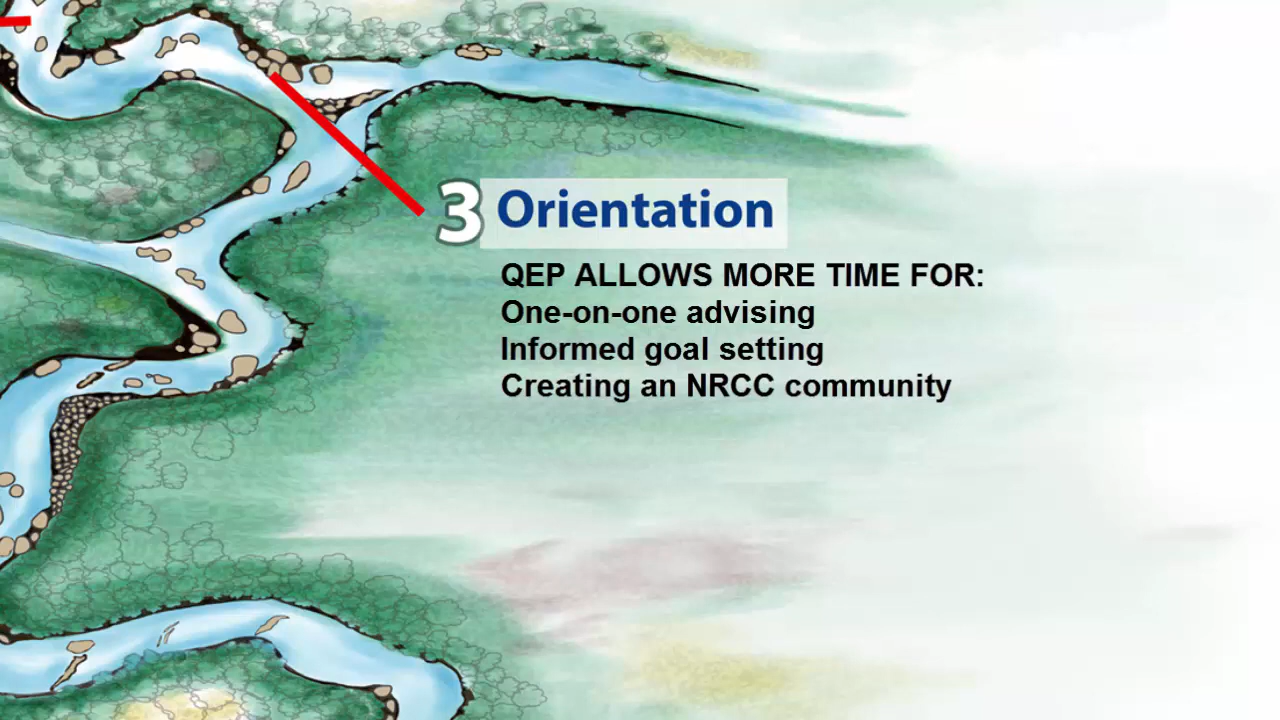 3 Orientation
QEP ALLOWS MORE TIME FOR:
One-on-one advising
Informed goal setting
Creating an NRCC community